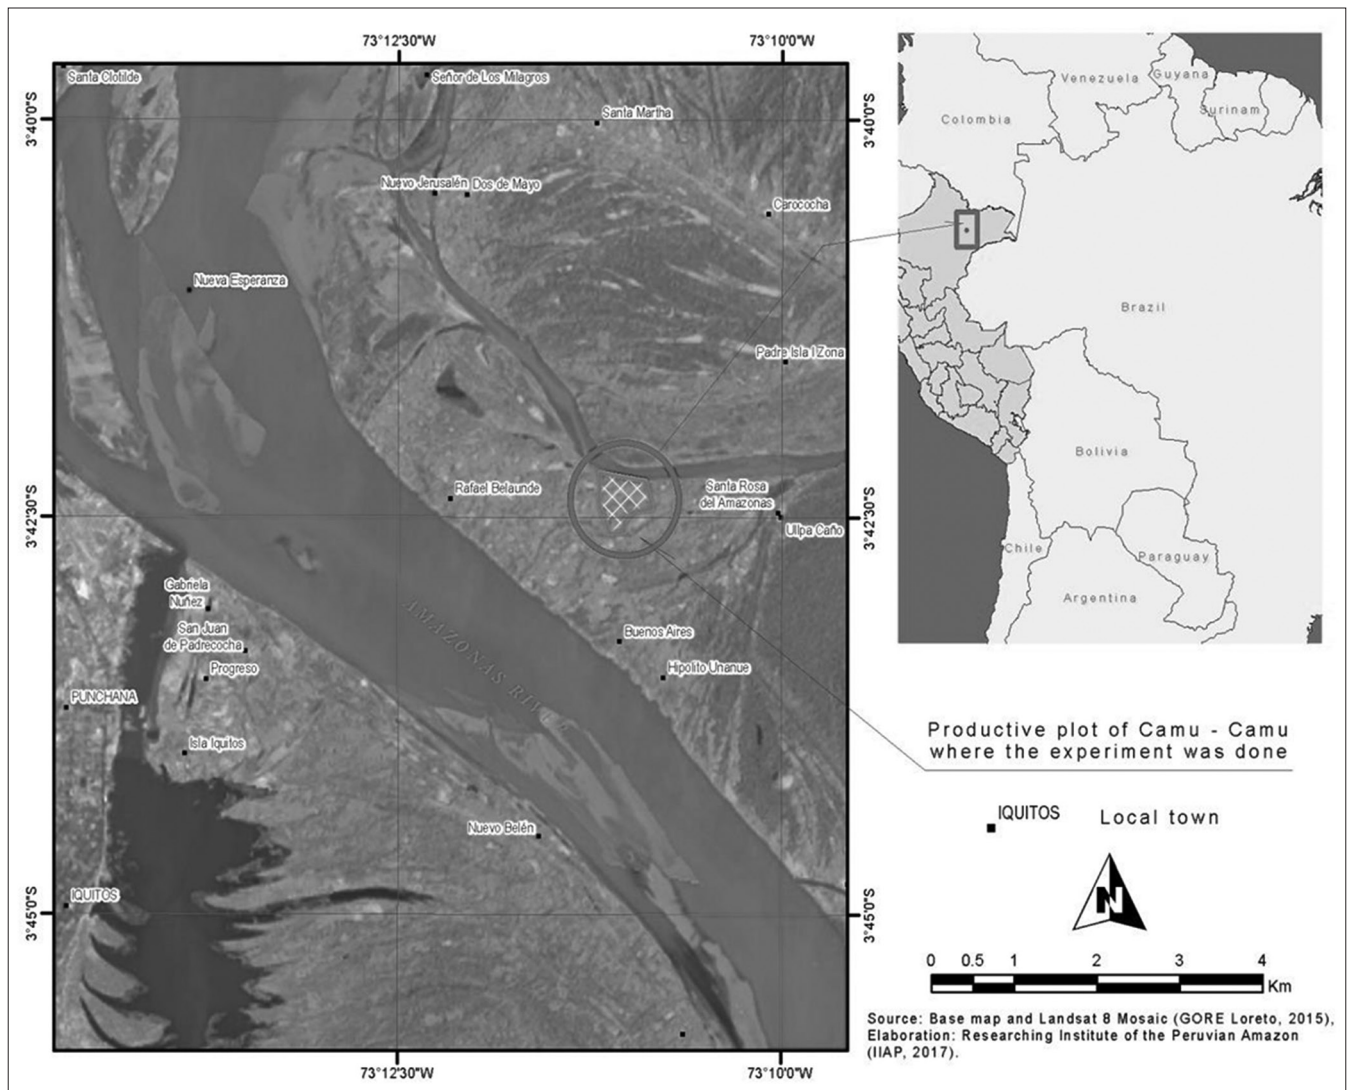 73°12'30"W
73°10'0"W
Santa Clotilde
Señor de Los Milagros
Santa Martha
3°40'0"S
3°40'0"S
Nuevo Jerusalén
Dos de Mayo
Carococha
Nueva Esperanza
Padre Isla I Zona
Rafael Belaunde
Santa Rosa
del Amazonas
Ullpa Caño
3°42'30"S
3°42'30"S
Gabriela
Nuñez
San Juan
de Padrecocha
Progreso
PUNCHANA
Isla Iquitos
AMAZONAS RIVER
Buenos Aires
Hipolito Unanue
Nuevo Belén
IQUITOS
3°45'0"S
3°45'0"S
73°12'30"W
73°10'0"W
Venezuela
Guyana
Surinam
Colombia
Brazil
Bolivia
Chile
Paraguay
Argentina
Productive plot of Camu - Camu
where the experiment was done
IQUITOS
Local town
N
0 0.5 1 2 3 4
Km
Source: Base map and Landsat 8 Mosaic (GORE Loreto, 2015),
Elaboration: Researching Institute of the Peruvian Amazon
(IIAP, 2017).